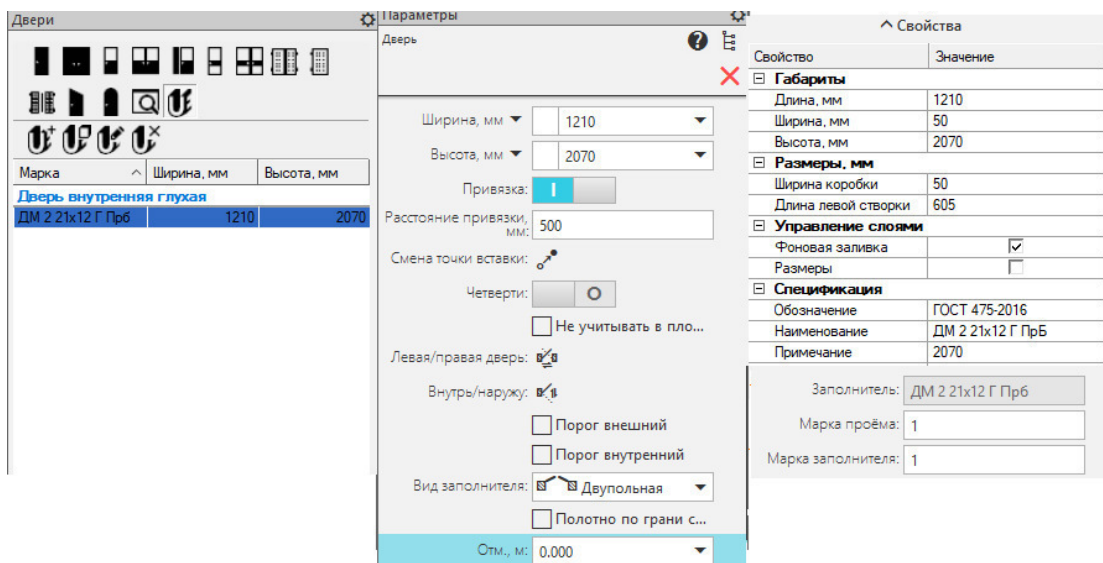 Двери
Марка Ширина, мм Высота, мм
Дверь внутренняя глухая
ДМ 2 21x12 Г Прб 1210 2070
Параметры
Дверь
Ширина, мм 1210
Высота, мм 2070
Привязка:
Расстояние привязки, мм: 500
Смена точки вставки:
Четверти:
Не учитывать в пло...
Левая/правая дверь:
Внутрь/наружу:
Порог внешний
Порог внутренний
Вид заполнителя: Двупольная
Полотно по грани с...
Отм., м: 0.000
Свойства
Свойство Значение
Габариты
Длина, мм 1210
Ширина, мм 50
Высота, мм 2070
Размеры, мм
Ширина коробки 50
Длина левой створки 605
Управление слоями
Фоновая заливка
Размеры
Спецификация
Обозначение ГОСТ 475-2016
Наименование ДМ 2 21x12 Г ПрБ
Примечание 2070
Заполнитель: ДМ 2 21x12 Г Прб
Марка проёма: 1
Марка заполнителя: 1